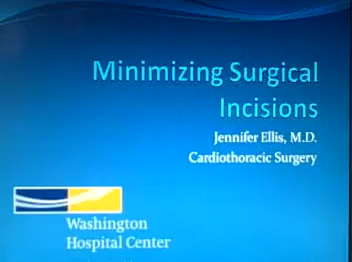 Minimizing Surgical
Incisions
Jennifer Ellis, M.D.
Cardiothoracic Surgery
Washington
Hospital Center